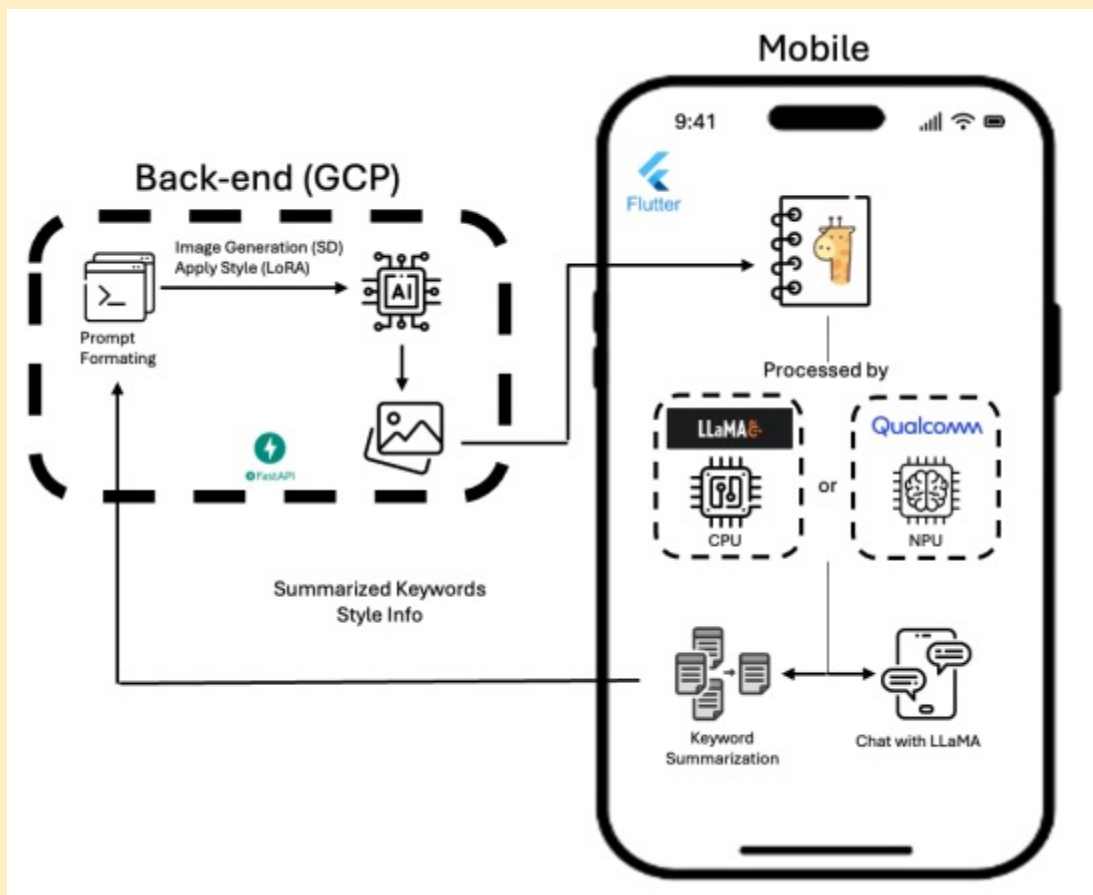 Mobile
9:41
Flutter
Back-end (GCP)
Image Generation (SD)
Apply Style (LoRA)
>_
AI
Prompt
Formating
FastAPI
Processed by
LLaMA
CPU
or
Qualcomm
NPU
Summarized Keywords
Style Info
Keyword
Summarization
Chat with LLaMA